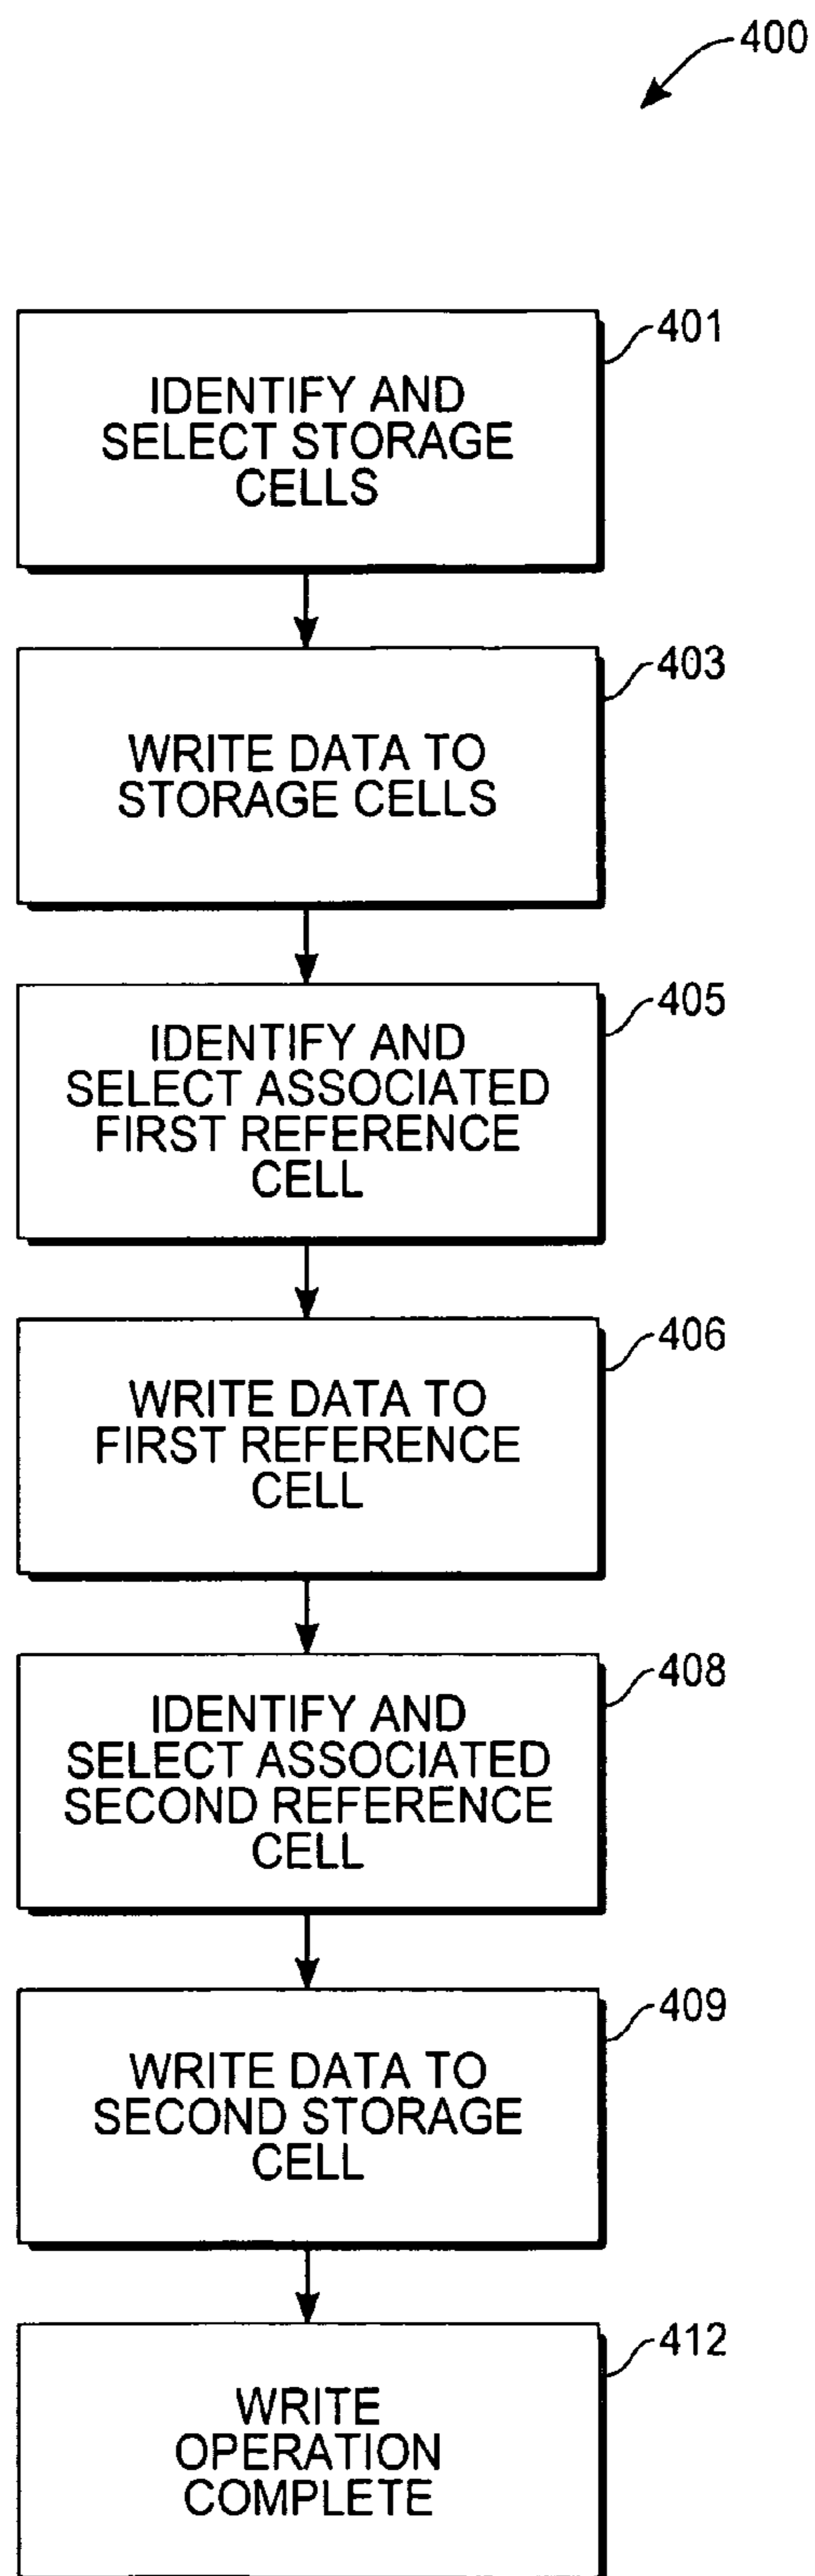 400
401
IDENTIFY AND
SELECT STORAGE
CELLS
403
WRITE DATA TO
STORAGE CELLS
405
IDENTIFY AND
SELECT ASSOCIATED
FIRST REFERENCE
CELL
406
WRITE DATA TO
FIRST REFERENCE
CELL
408
IDENTIFY AND
SELECT ASSOCIATED
SECOND REFERENCE
CELL
409
WRITE DATA TO
SECOND STORAGE
CELL
412
WRITE
OPERATION
COMPLETE